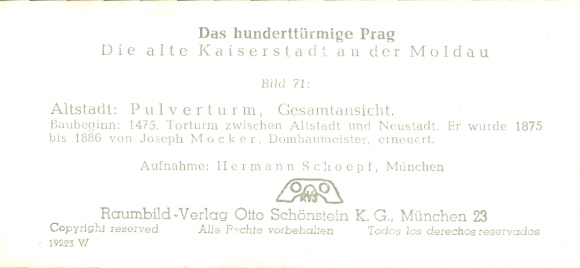 Das hunderttürmige Prag
Die alte Kaiserstadt an der Moldau
Bild 71:
Altstadt: Pulverturm, Gesamtansicht.
Baubeginn: 1475. Torturm zwischen Altstadt und Neustadt. Er wurde 1875
bis 1886 von Joseph Mocker, Dombaumeister, erneuert.
Aufnahme: Hermann Schoepf, München
RVS
Raumbild-Verlag Otto Schönstein K. G., München 23
Copyright reserved Alle Rechte vorbehalten Todos los derechos reservados
19223 W